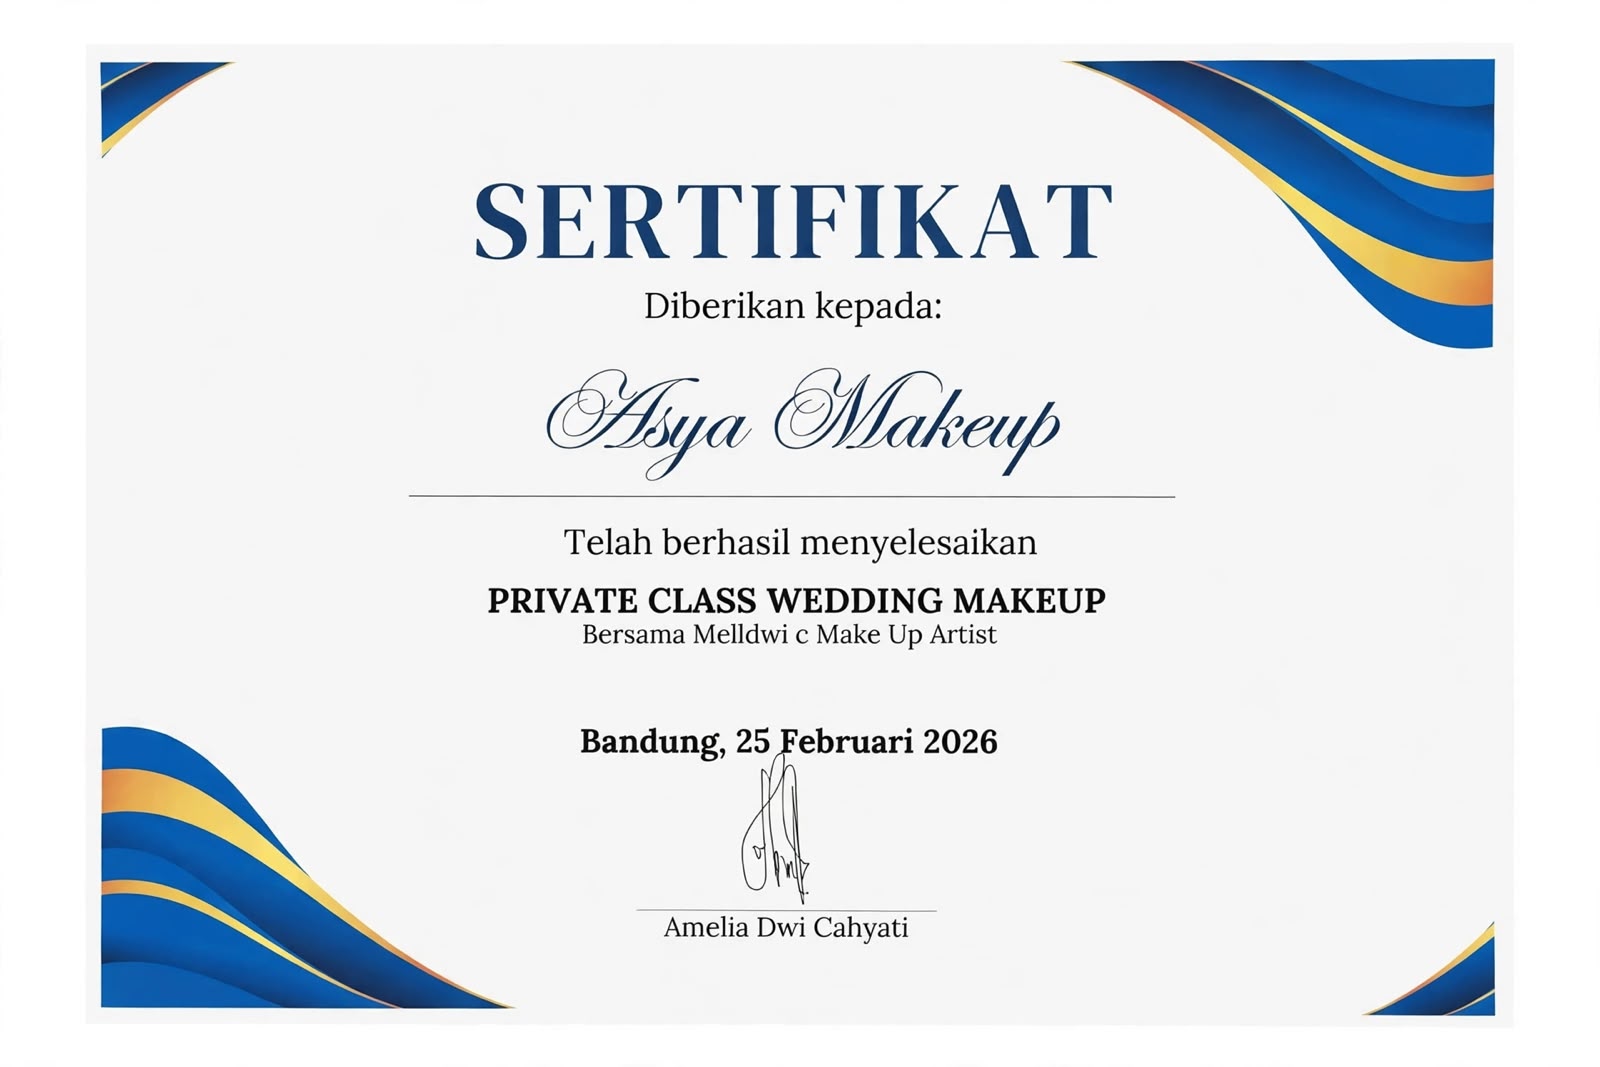 SERTIFIKAT
Diberikan kepada:
Asya Makeup
Telah berhasil menyelesaikan
PRIVATE CLASS WEDDING MAKEUP
Bersama Melldwi c Make Up Artist
Bandung, 25 Februari 2026
Amelia Dwi Cahyati